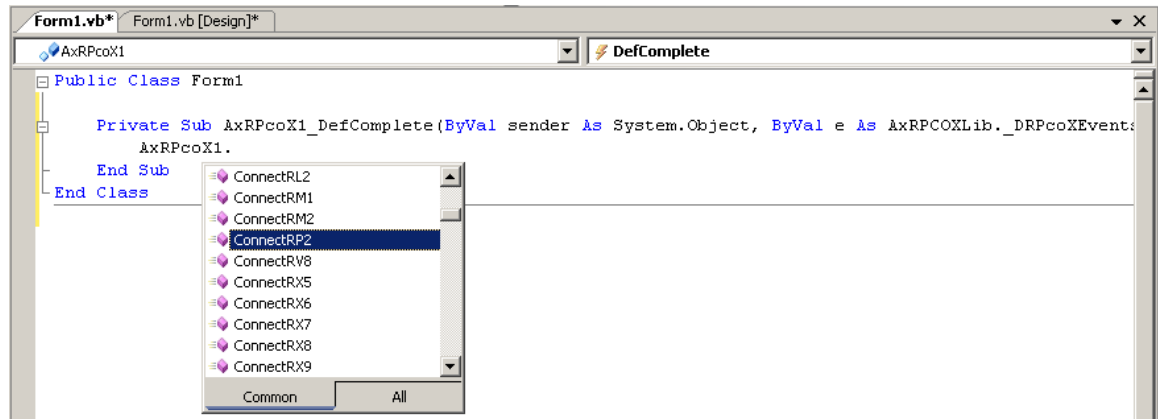 Form1.vb* Form1.vb [Design]*
AxRPcoX1 DefComplete
Public Class Form1
Private Sub AxRPcoX1_DefComplete(ByVal sender As System.Object, ByVal e As AxRPCOXLib._DRPcoXEvents
AxRPcoX1.
End Sub
End Class
ConnectRL2
ConnectRM1
ConnectRM2
ConnectRP2
ConnectRV8
ConnectRX5
ConnectRX6
ConnectRX7
ConnectRX8
ConnectRX9
Common All